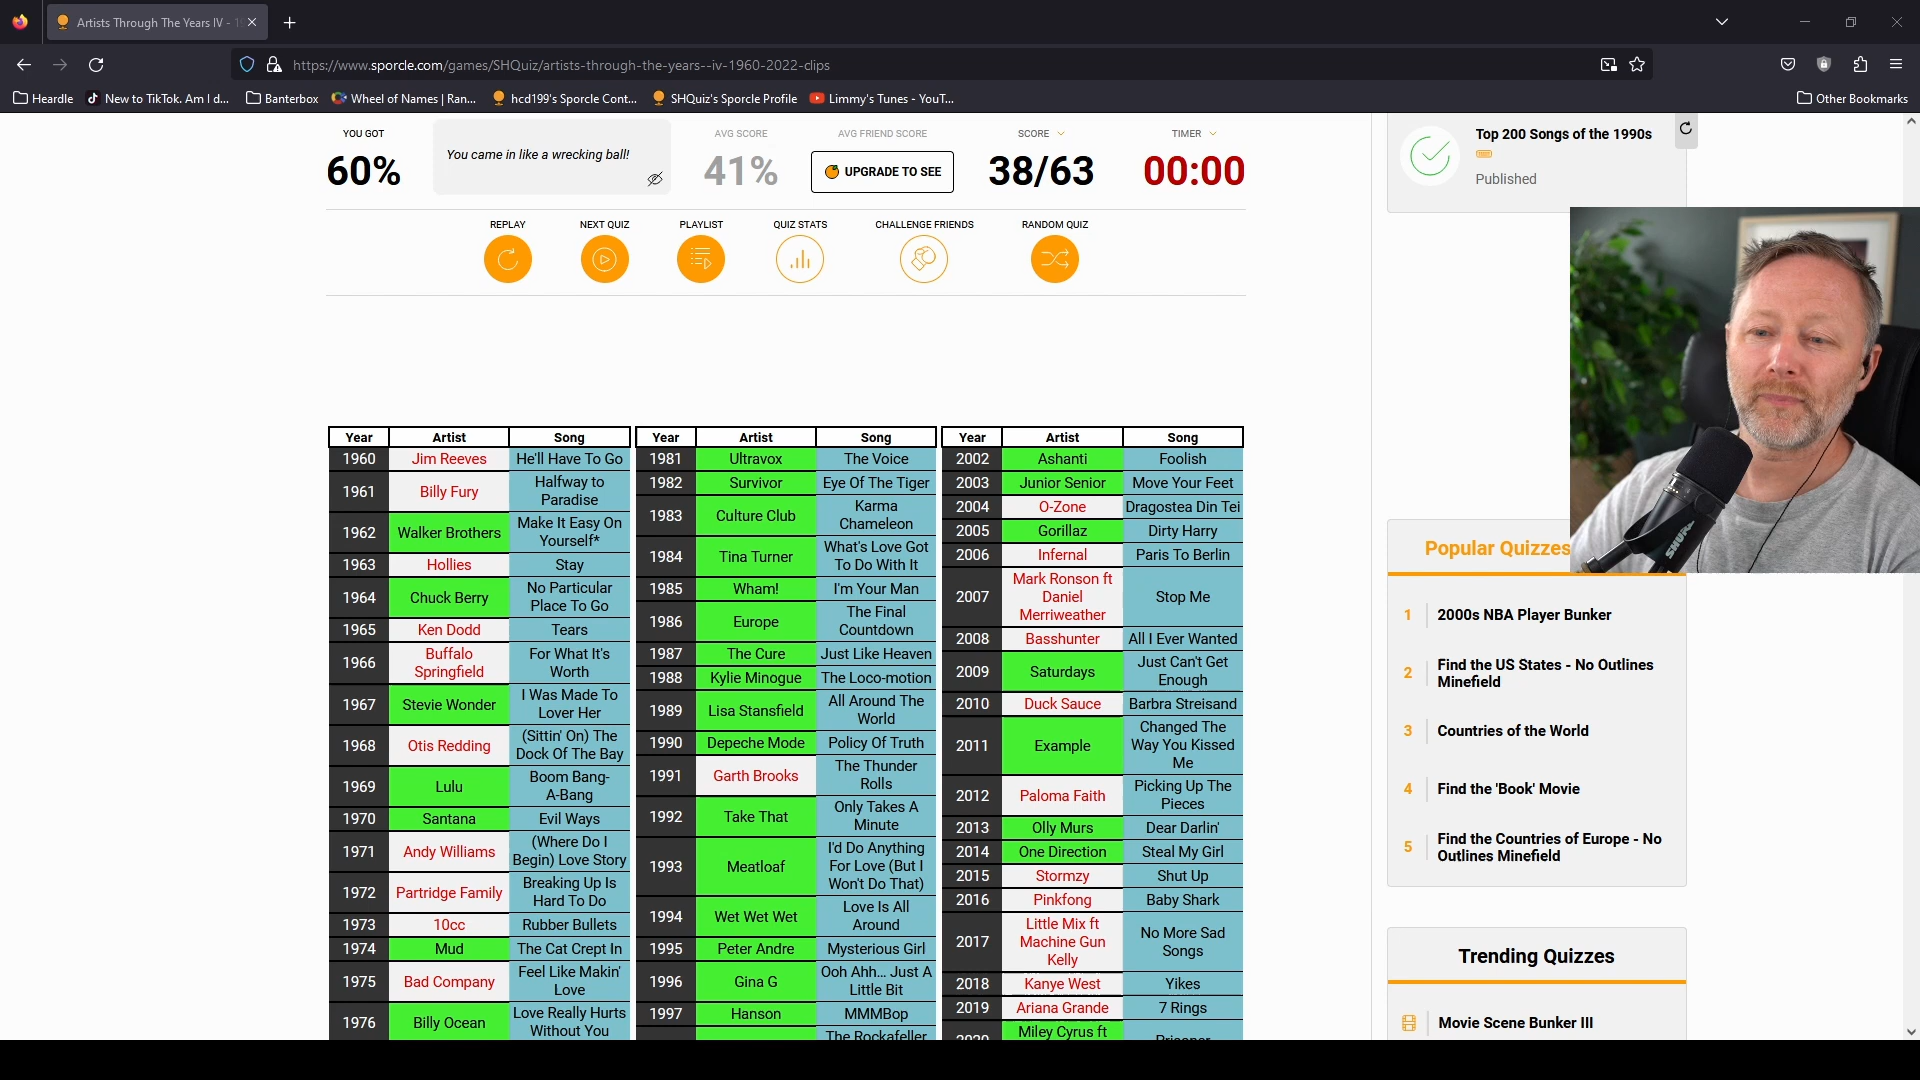 Artists Through The Years IV - 19
https://www.sporcle.com/games/SHQuiz/artists-through-the-years--iv-1960-2022-clips
Heardle
New to TikTok. Am I d...
Banterbox
Wheel of Names | Ran...
hcd199's Sporcle Cont...
SHQuiz's Sporcle Profile
Limmy's Tunes - YouT...
Other Bookmarks
YOU GOT
60%
You came in like a wrecking ball!
AVG SCORE
41%
AVG FRIEND SCORE
UPGRADE TO SEE
SCORE
38/63
TIMER
00:00
REPLAY
NEXT QUIZ
PLAYLIST
QUIZ STATS
CHALLENGE FRIENDS
RANDOM QUIZ
Year Artist Song
1960 Jim Reeves He'll Have To Go
1961 Billy Fury Halfway to
Paradise
1962 Walker Brothers Make It Easy On
Yourself*
1963 Hollies Stay
1964 Chuck Berry No Particular
Place To Go
1965 Ken Dodd Tears
1966 Buffalo
Springfield
For What It's
Worth
1967 Stevie Wonder I Was Made To
Lover Her
1968 Otis Redding (Sittin' On) The
Dock Of The Bay
1969 Lulu Boom Bang-
A-Bang
1970 Santana Evil Ways
1971 Andy Williams (Where Do I
Begin) Love Story
1972 Partridge Family Breaking Up Is
Hard To Do
1973 10cc Rubber Bullets
1974 Mud The Cat Crept In
1975 Bad Company Feel Like Makin'
Love
1976 Billy Ocean Love Really Hurts
Without You
Year Artist Song
1981 Ultravox The Voice
1982 Survivor Eye Of The Tiger
1983 Culture Club Karma
Chameleon
1984 Tina Turner What's Love Got
To Do With It
1985 Wham! I'm Your Man
1986 Europe The Final
Countdown
1987 The Cure Just Like Heaven
1988 Kylie Minogue The Loco-motion
1989 Lisa Stansfield All Around The
World
1990 Depeche Mode Policy Of Truth
1991 Garth Brooks The Thunder
Rolls
1992 Take That Only Takes A
Minute
1993 Meatloaf I'd Do Anything
For Love (But I
Won't Do That)
1994 Wet Wet Wet Love Is All
Around
1995 Peter Andre Mysterious Girl
1996 Gina G Ooh Ahh... Just A
Little Bit
1997 Hanson MMMBop
The Rockafeller
Year Artist Song
2002 Ashanti Foolish
2003 Junior Senior Move Your Feet
2004 O-Zone Dragostea Din Tei
2005 Gorillaz Dirty Harry
2006 Infernal Paris To Berlin
2007 Mark Ronson ft
Daniel
Merriweather
Stop Me
2008 Basshunter All I Ever Wanted
2009 Saturdays Just Can't Get
Enough
2010 Duck Sauce Barbra Streisand
2011 Example Changed The
Way You Kissed
Me
2012 Paloma Faith Picking Up The
Pieces
2013 Olly Murs Dear Darlin'
2014 One Direction Steal My Girl
2015 Stormzy Shut Up
2016 Pinkfong Baby Shark
2017 Little Mix ft
Machine Gun
Kelly
No More Sad
Songs
2018 Kanye West Yikes
2019 Ariana Grande 7 Rings
2020 Miley Cyrus ft Prisoner
Top 200 Songs of the 1990s
Published
SHURE
Popular Quizzes
1 2000s NBA Player Bunker
2 Find the US States - No Outlines
Minefield
3 Countries of the World
4 Find the 'Book' Movie
5 Find the Countries of Europe - No
Outlines Minefield
Trending Quizzes
Movie Scene Bunker III